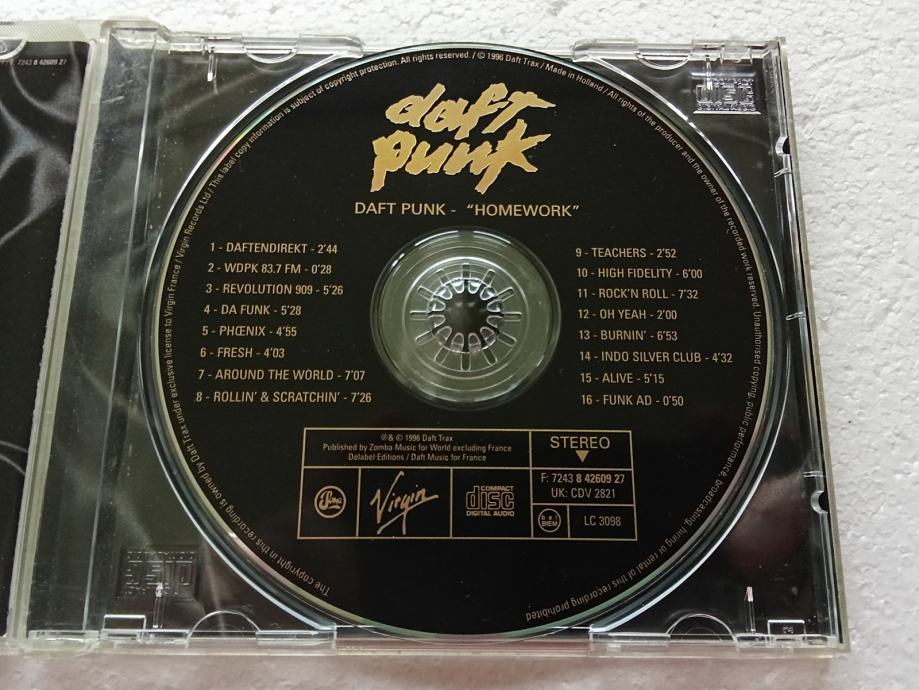 7243 8 42609 27
The copyright in this recording is owned by Daft Trax under exclusive license to Virgin France / Virgin Records Ltd / This label copy information is subject of copyright protection. All rights reserved. / © 1996 Daft Trax / Made in Holland / All rights of the producer and the owner of the recorded work reserved. Unauthorised copying, public performance, broadcasting, hiring or rental of this recording prohibited
daft
punk
DAFT PUNK - “HOMEWORK”
1 - DAFTENDIREKT - 2'44
2 - WDPK 83.7 FM - 0'28
3 - REVOLUTION 909 - 5'26
4 - DA FUNK - 5'28
5 - PHŒNIX - 4'55
6 - FRESH - 4'03
7 - AROUND THE WORLD - 7'07
8 - ROLLIN' & SCRATCHIN' - 7'26
9 - TEACHERS - 2'52
10 - HIGH FIDELITY - 6'00
11 - ROCK'N ROLL - 7'32
12 - OH YEAH - 2'00
13 - BURNIN' - 6'53
14 - INDO SILVER CLUB - 4'32
15 - ALIVE - 5'15
16 - FUNK AD - 0'50
℗& © 1996 Daft Trax
Published by Zomba Music for World excluding France
Delabel Editions / Daft Music for France
STEREO
F: 7243 8 42609 27
UK: CDV 2821
Virgin
COMPACT
disc
DIGITAL AUDIO
BIEM
LC 3098